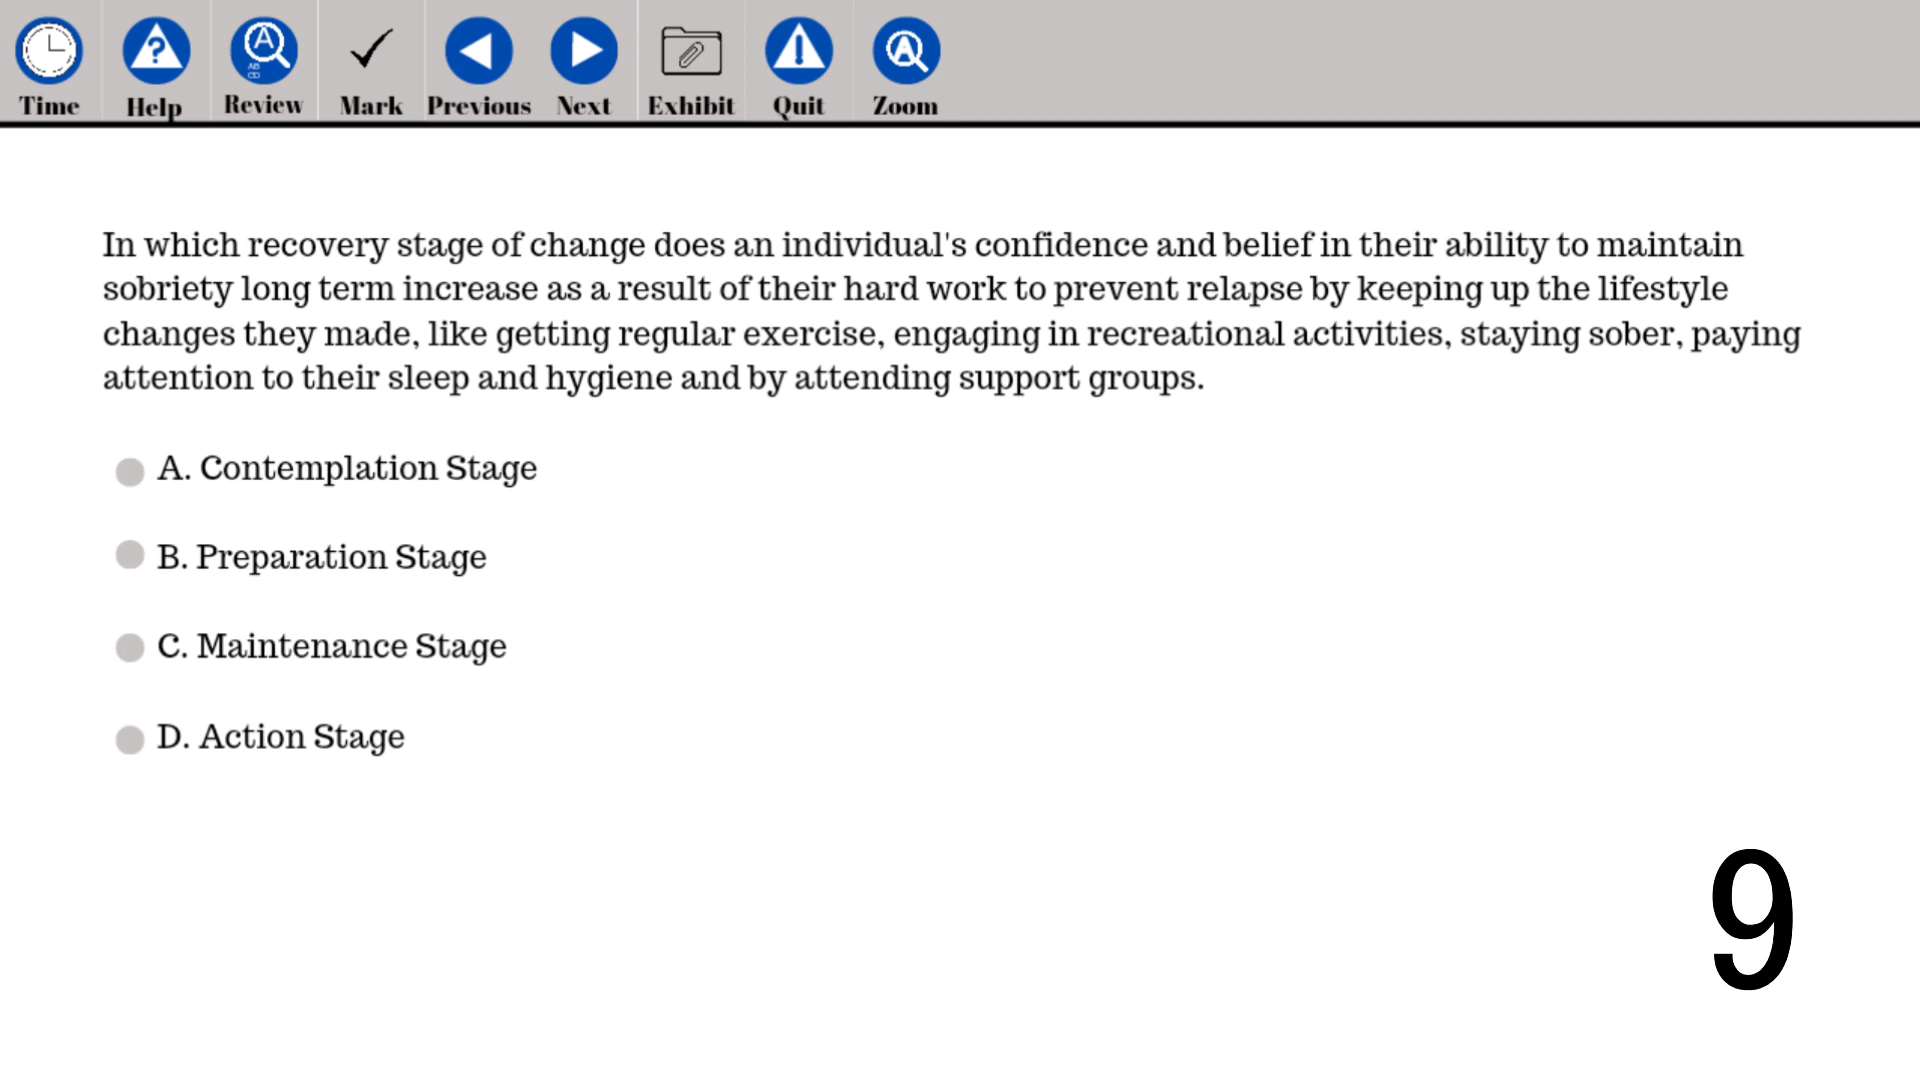 Time Help Review Mark Previous Next Exhibit Quit Zoom
In which recovery stage of change does an individual's confidence and belief in their ability to maintain
sobriety long term increase as a result of their hard work to prevent relapse by keeping up the lifestyle
changes they made, like getting regular exercise, engaging in recreational activities, staying sober, paying
attention to their sleep and hygiene and by attending support groups.
A. Contemplation Stage
B. Preparation Stage
C. Maintenance Stage
D. Action Stage
9